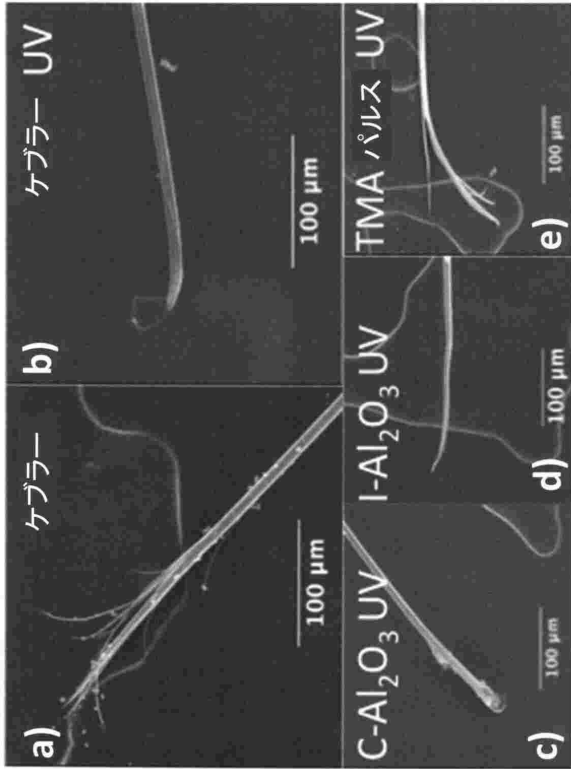 a)
ケブラー
100 µm
b)
ケブラー UV
100 µm
c)
C-Al₂O₃ UV
100 µm
d)
I-Al₂O₃ UV
100 µm
e)
TMA パルス UV
100 µm